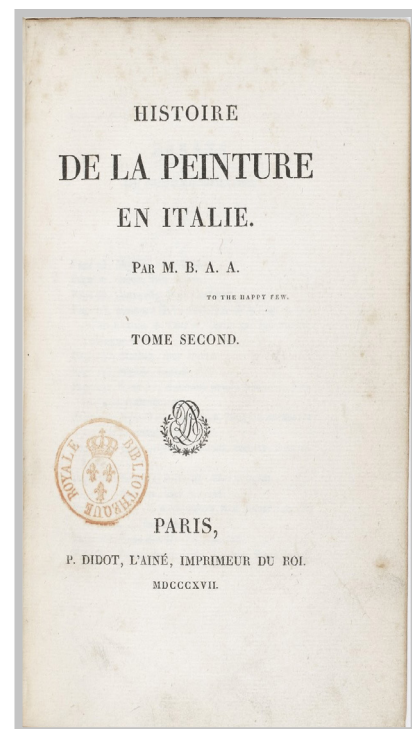 HISTOIRE
DE LA PEINTURE
EN ITALIE.
PAR M. B. A. A.
TO THE HAPPY FEW.
TOME SECOND.
BIBLIOTHEQUE ROYALE
PARIS,
P. DIDOT, L'AINÉ, IMPRIMEUR DU ROI.
MDCCCXVII.